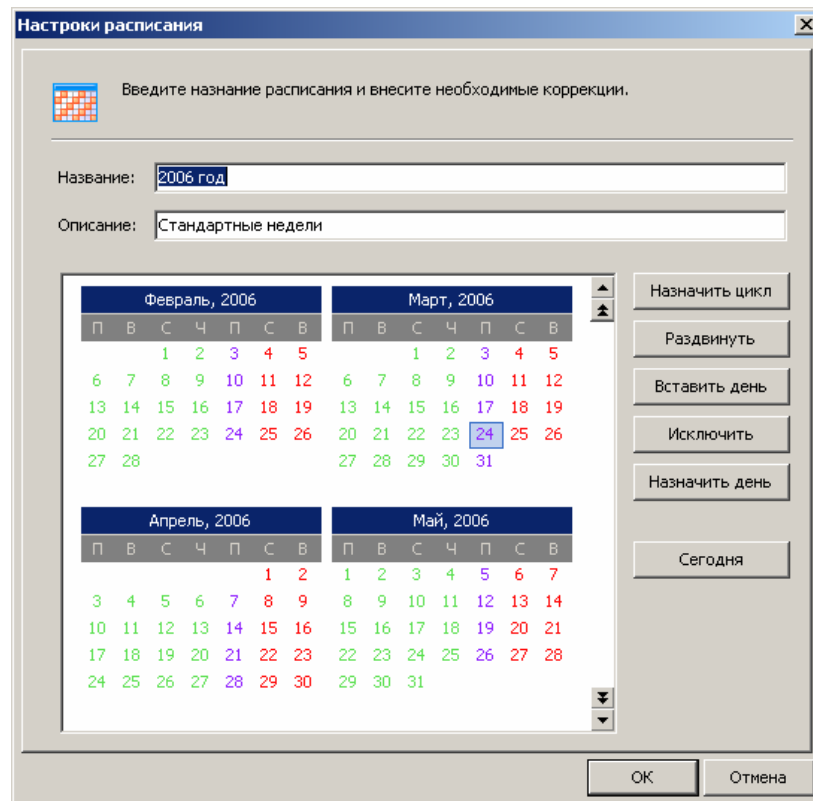 Настроки расписания
Введите назнание расписания и внесите необходимые коррекции.
Название: 2006 год
Описание: Стандартные недели
Февраль, 2006 Март, 2006
П В С Ч П С В П В С Ч П С В
1 2 3 4 5 1 2 3 4 5
6 7 8 9 10 11 12 6 7 8 9 10 11 12
13 14 15 16 17 18 19 13 14 15 16 17 18 19
20 21 22 23 24 25 26 20 21 22 23 24 25 26
27 28 27 28 29 30 31
Апрель, 2006 Май, 2006
П В С Ч П С В П В С Ч П С В
1 2 1 2 3 4 5 6 7
3 4 5 6 7 8 9 8 9 10 11 12 13 14
10 11 12 13 14 15 16 15 16 17 18 19 20 21
17 18 19 20 21 22 23 22 23 24 25 26 27 28
24 25 26 27 28 29 30 29 30 31
Назначить цикл
Раздвинуть
Вставить день
Исключить
Назначить день
Сегодня
ОК Отмена